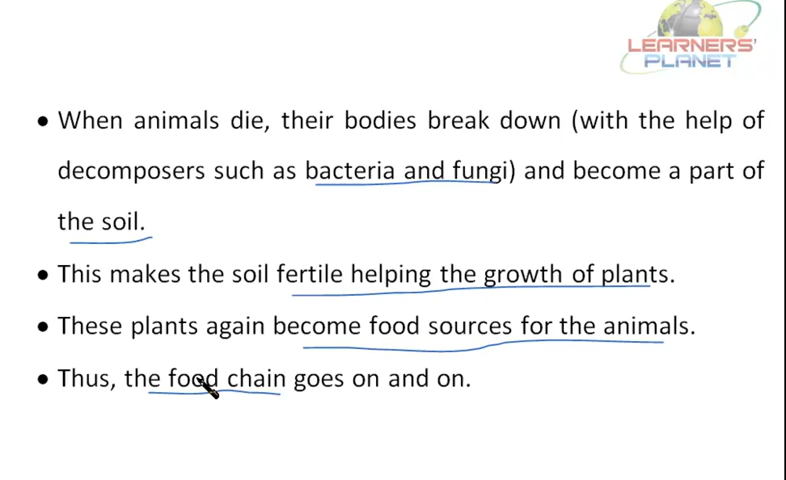 LEARNERS'
PLANET
● When animals die, their bodies break down (with the help of
decomposers such as bacteria and fungi) and become a part of
the soil.
● This makes the soil fertile helping the growth of plants.
● These plants again become food sources for the animals.
● Thus, the food chain goes on and on.